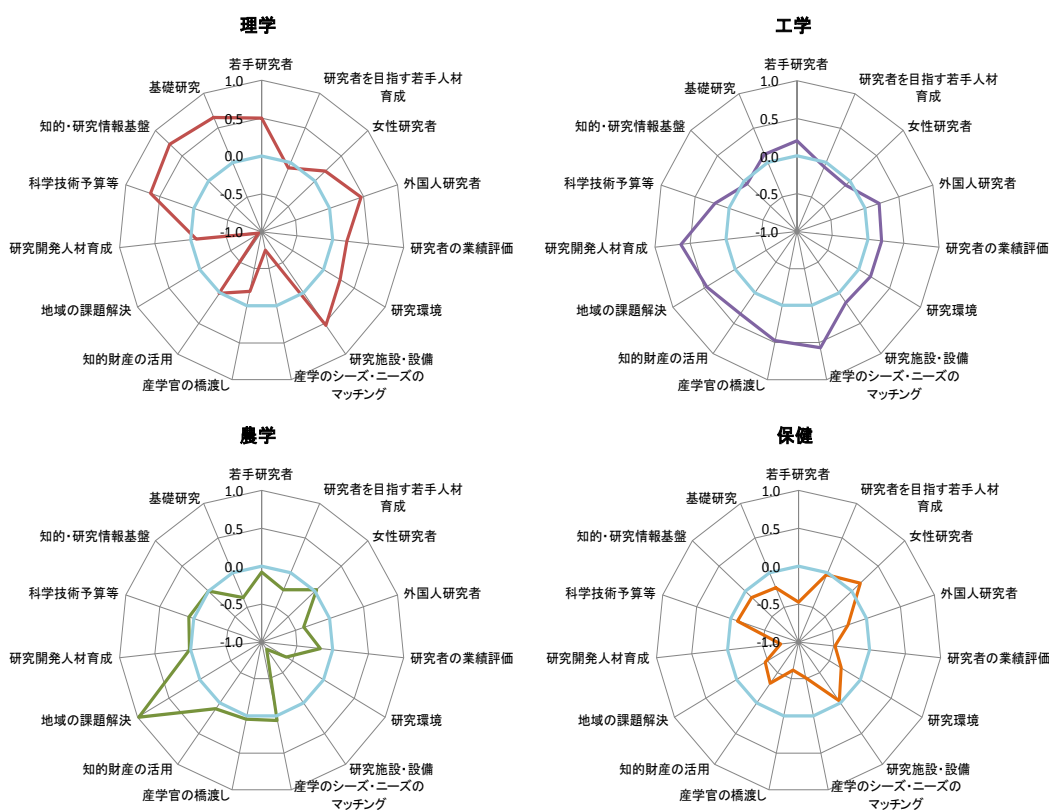 理学
若手研究者
研究者を目指す若手人材
育成
女性研究者
外国人研究者
研究者の業績評価
研究環境
研究施設・設備
産学のシーズ・ニーズの
マッチング
産学官の橋渡し
知的財産の活用
地域の課題解決
研究開発人材育成
科学技術予算等
知的・研究情報基盤
基礎研究
1.0
0.5
0.0
-0.5
-1.0
工学
若手研究者
研究者を目指す若手人材
育成
女性研究者
外国人研究者
研究者の業績評価
研究環境
研究施設・設備
産学のシーズ・ニーズの
マッチング
産学官の橋渡し
知的財産の活用
地域の課題解決
研究開発人材育成
科学技術予算等
知的・研究情報基盤
基礎研究
1.0
0.5
0.0
-0.5
-1.0
農学
若手研究者
研究者を目指す若手人材
育成
女性研究者
外国人研究者
研究者の業績評価
研究環境
研究施設・設備
産学のシーズ・ニーズの
マッチング
産学官の橋渡し
知的財産の活用
地域の課題解決
研究開発人材育成
科学技術予算等
知的・研究情報基盤
基礎研究
1.0
0.5
0.0
-0.5
-1.0
保健
若手研究者
研究者を目指す若手人材
育成
女性研究者
外国人研究者
研究者の業績評価
研究環境
研究施設・設備
産学のシーズ・ニーズの
マッチング
産学官の橋渡し
知的財産の活用
地域の課題解決
研究開発人材育成
科学技術予算等
知的・研究情報基盤
基礎研究
1.0
0.5
0.0
-0.5
-1.0